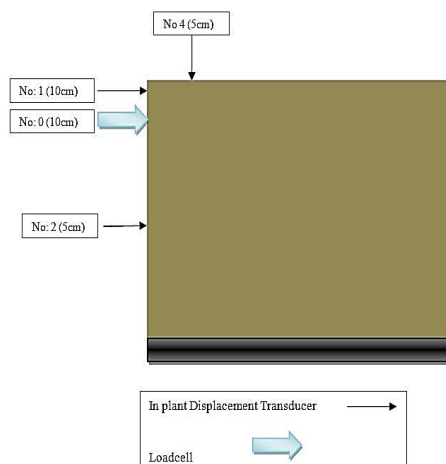 No 4 (5cm)
No: 1 (10cm)
No: 0 (10cm)
No: 2 (5cm)
In plant Displacement Transducer
Loadcell